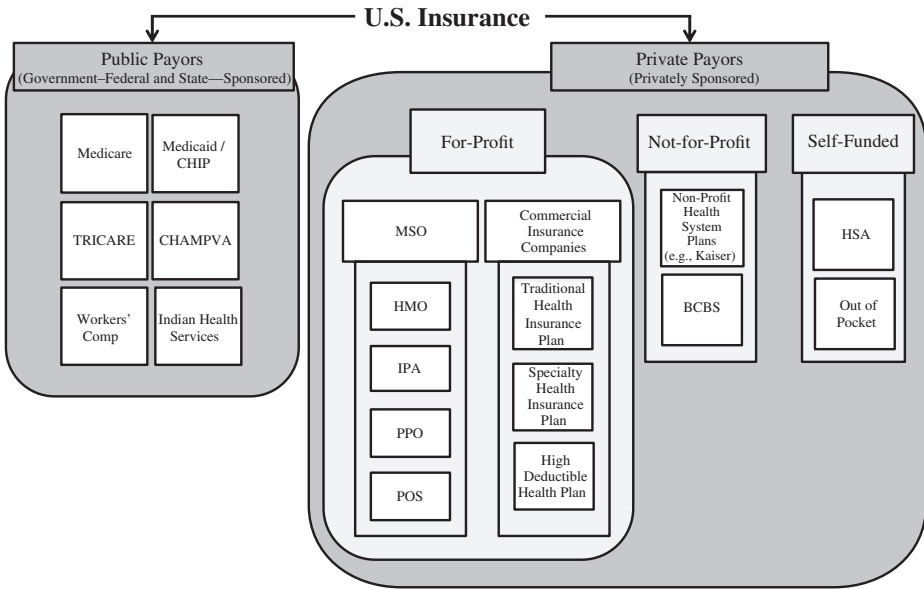 U.S. Insurance
Public Payors
(Government–Federal and State—Sponsored)
Medicare
Medicaid /
CHIP
TRICARE
CHAMPVA
Workers’
Comp
Indian Health
Services
Private Payors
(Privately Sponsored)
For-Profit
MSO
HMO
IPA
PPO
POS
Commercial
Insurance
Companies
Traditional
Health
Insurance
Plan
Specialty
Health
Insurance
Plan
High
Deductible
Health Plan
Not-for-Profit
Non-Profit
Health
System
Plans
(e.g., Kaiser)
BCBS
Self-Funded
HSA
Out of
Pocket